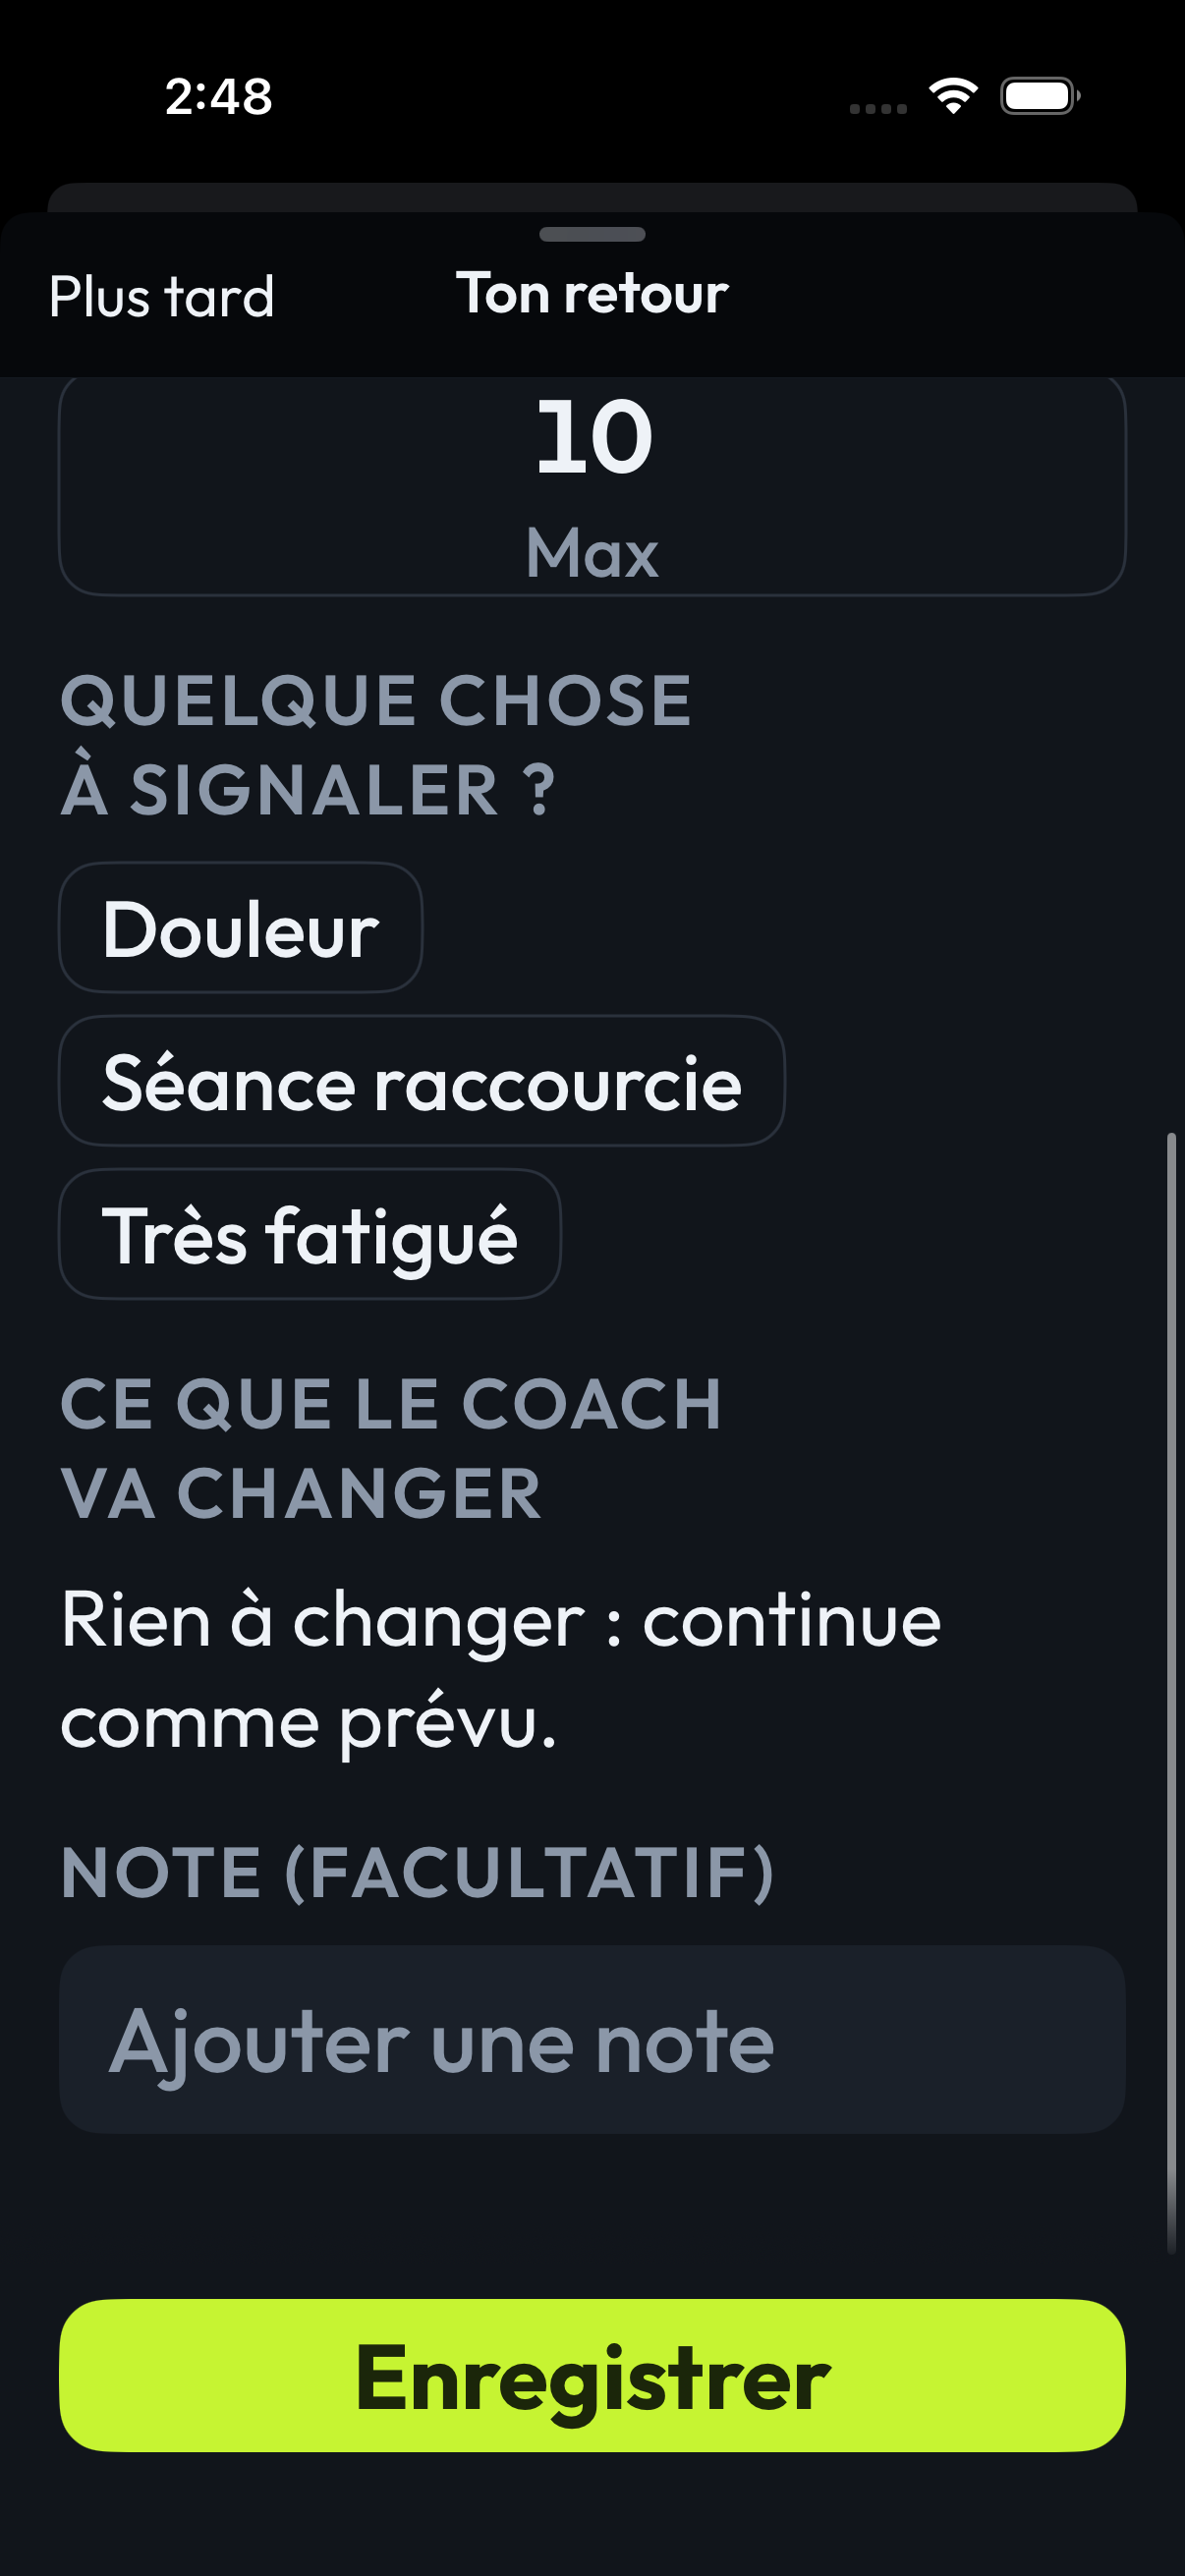 2:48
Plus tard
Ton retour
10
Max
QUELQUE CHOSE
À SIGNALER ?
Douleur
Séance raccourcie
Très fatigué
CE QUE LE COACH
VA CHANGER
Rien à changer : continue
comme prévu.
NOTE (FACULTATIF)
Ajouter une note
Enregistrer